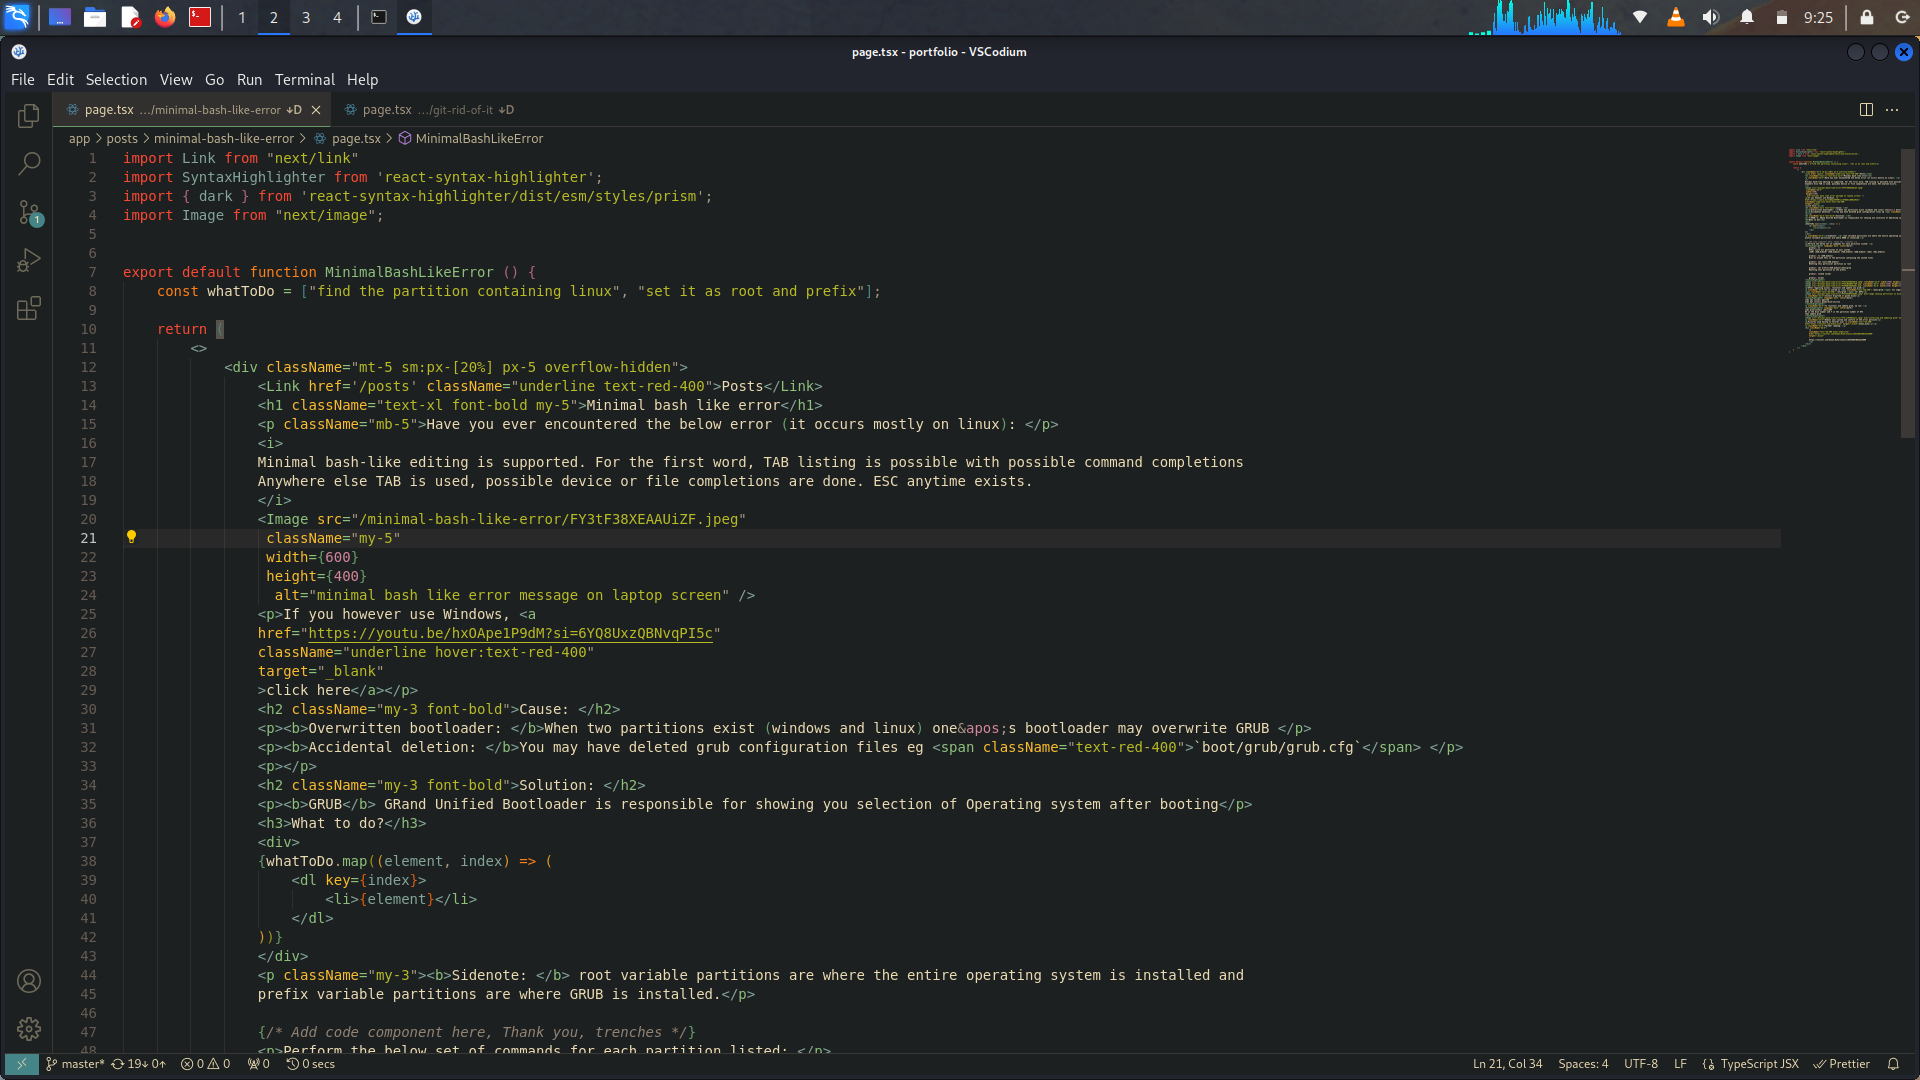 1 2 3 4 9:25
page.tsx - portfolio - VSCodium
File Edit Selection View Go Run Terminal Help
page.tsx .../minimal-bash-like-error ↓D page.tsx .../git-rid-of-it ↓D
app > posts > minimal-bash-like-error > page.tsx > MinimalBashLikeError
1 import Link from "next/link"
2 import SyntaxHighlighter from 'react-syntax-highlighter';
3 import { dark } from 'react-syntax-highlighter/dist/esm/styles/prism';
4 import Image from "next/image";
5
6
7 export default function MinimalBashLikeError () {
8 const whatToDo = ["find the partition containing linux", "set it as root and prefix"];
9
10 return (
11 <>
12 <div className="mt-5 sm:px-[20%] px-5 overflow-hidden">
13 <Link href='/posts' className="underline text-red-400">Posts</Link>
14 <h1 className="text-xl font-bold my-5">Minimal bash like error</h1>
15 <p className="mb-5">Have you ever encountered the below error (it occurs mostly on linux): </p>
16 <i>
17 Minimal bash-like editing is supported. For the first word, TAB listing is possible with possible command completions
18 Anywhere else TAB is used, possible device or file completions are done. ESC anytime exists.
19 </i>
20 <Image src="/minimal-bash-like-error/FY3tF38XEAAUiZF.jpeg"
21 className="my-5"
22 width={600}
23 height={400}
24 alt="minimal bash like error message on laptop screen" />
25 <p>If you however use Windows, <a
26 href="https://youtu.be/hxOApe1P9dM?si=6YQ8UxzQBNvqPI5c"
27 className="underline hover:text-red-400"
28 target="_blank"
29 >click here</a></p>
30 <h2 className="my-3 font-bold">Cause: </h2>
31 <p><b>Overwritten bootloader: </b>When two partitions exist (windows and linux) one&apos;s bootloader may overwrite GRUB </p>
32 <p><b>Accidental deletion: </b>You may have deleted grub configuration files eg <span className="text-red-400">`boot/grub/grub.cfg`</span> </p>
33 <p></p>
34 <h2 className="my-3 font-bold">Solution: </h2>
35 <p><b>GRUB</b> GRand Unified Bootloader is responsible for showing you selection of Operating system after booting</p>
36 <h3>What to do?</h3>
37 <div>
38 {whatToDo.map((element, index) => (
39 <dl key={index}>
40 <li>{element}</li>
41 </dl>
42 ))}
43 </div>
44 <p className="my-3"><b>Sidenote: </b> root variable partitions are where the entire operating system is installed and
45 prefix variable partitions are where GRUB is installed.</p>
46
47 {/* Add code component here, Thank you, trenches */}
48 <p>Perform the below set of commands for each partition listed: </p>
1
master* 19↓ 0↑ 0 0 0 0 secs Ln 21, Col 34 Spaces: 4 UTF-8 LF TypeScript JSX Prettier